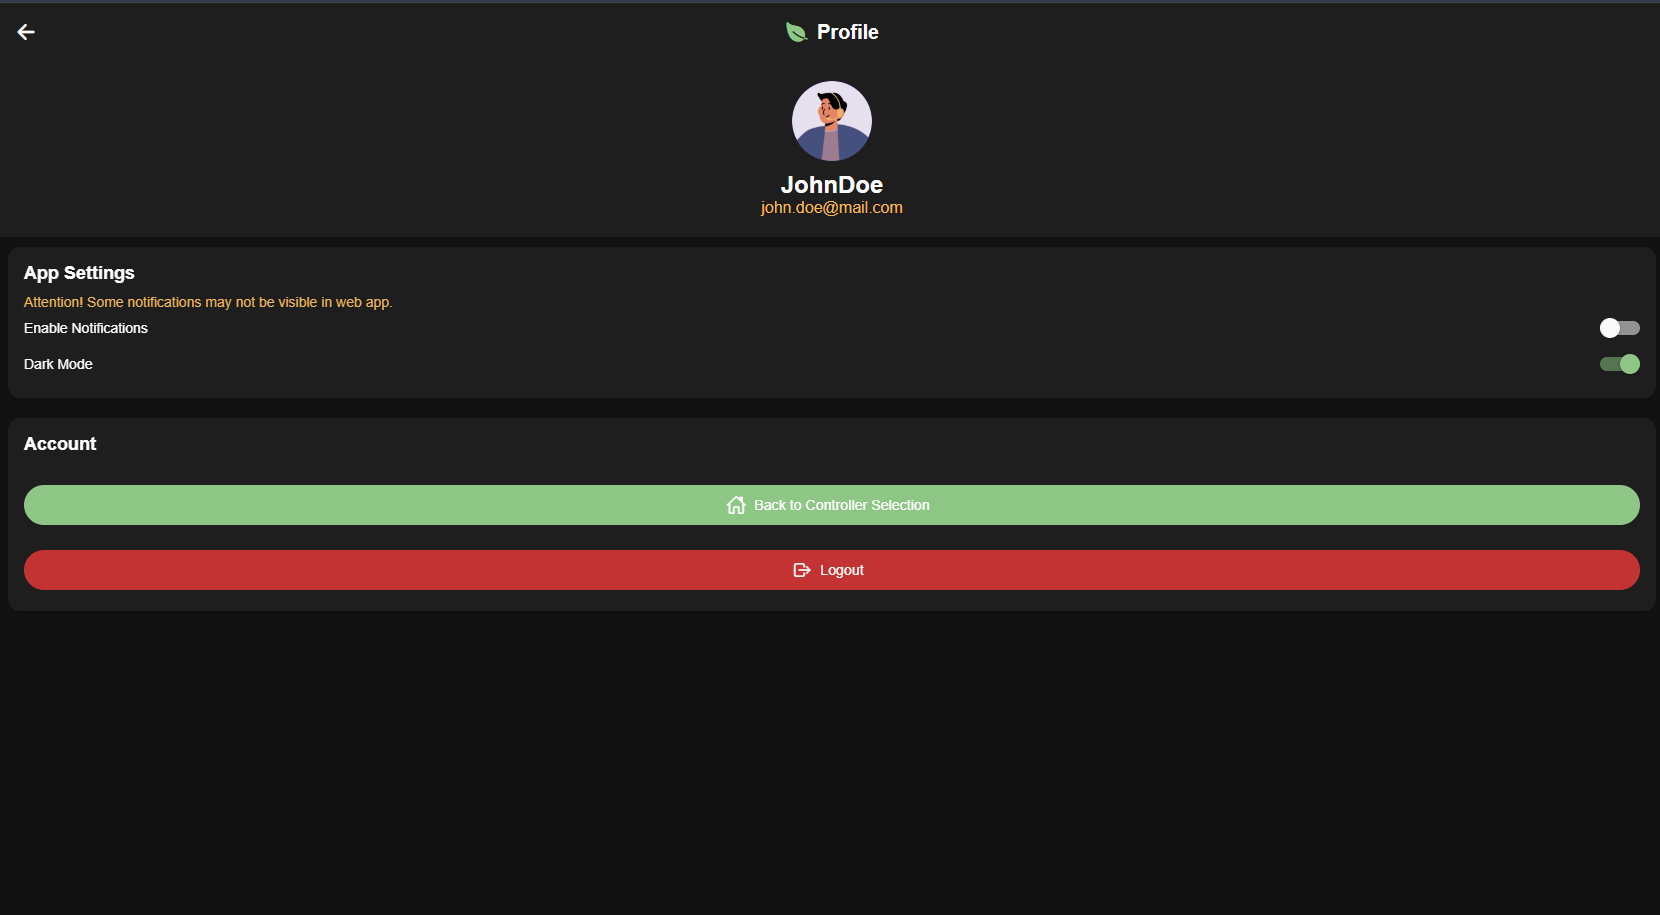 Profile
JohnDoe
john.doe@mail.com
App Settings
Attention! Some notifications may not be visible in web app.
Enable Notifications
Dark Mode
Account
Back to Controller Selection
Logout